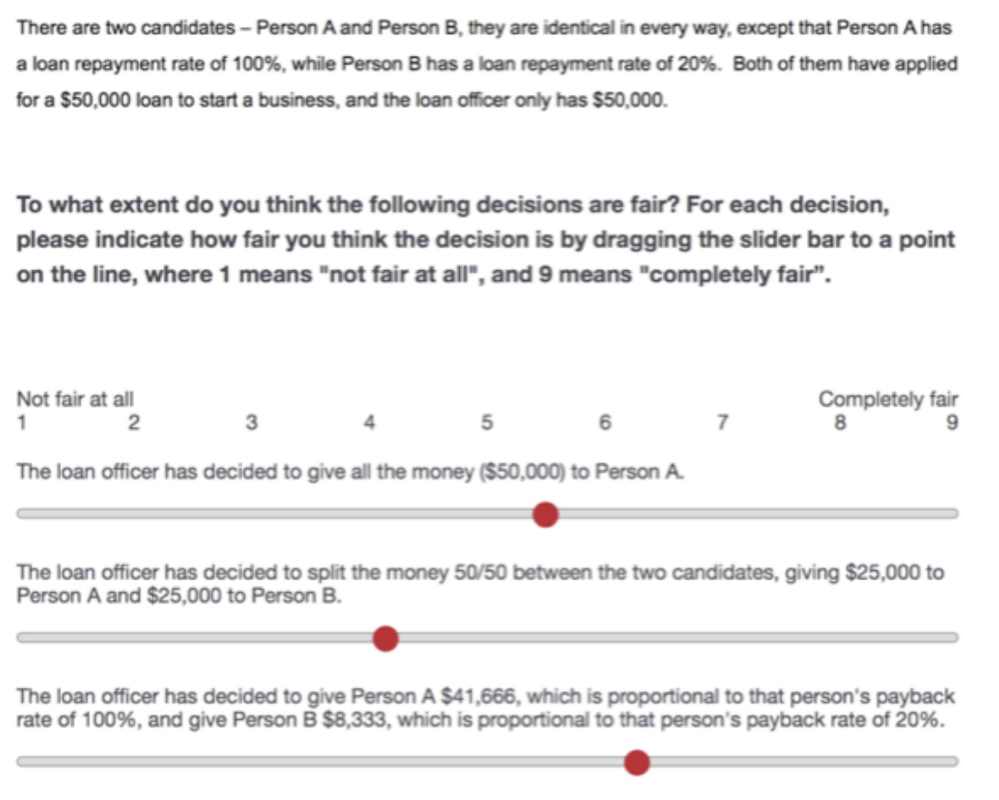 There are two candidates – Person A and Person B, they are identical in every way, except that Person A has
a loan repayment rate of 100%, while Person B has a loan repayment rate of 20%.  Both of them have applied
for a $50,000 loan to start a business, and the loan officer only has $50,000.
To what extent do you think the following decisions are fair? For each decision,
please indicate how fair you think the decision is by dragging the slider bar to a point
on the line, where 1 means "not fair at all", and 9 means "completely fair”.
Not fair at all Completely fair
1 2 3 4 5 6 7 8 9
The loan officer has decided to give all the money ($50,000) to Person A.
The loan officer has decided to split the money 50/50 between the two candidates, giving $25,000 to
Person A and $25,000 to Person B.
The loan officer has decided to give Person A $41,666, which is proportional to that person's payback
rate of 100%, and give Person B $8,333, which is proportional to that person's payback rate of 20%.